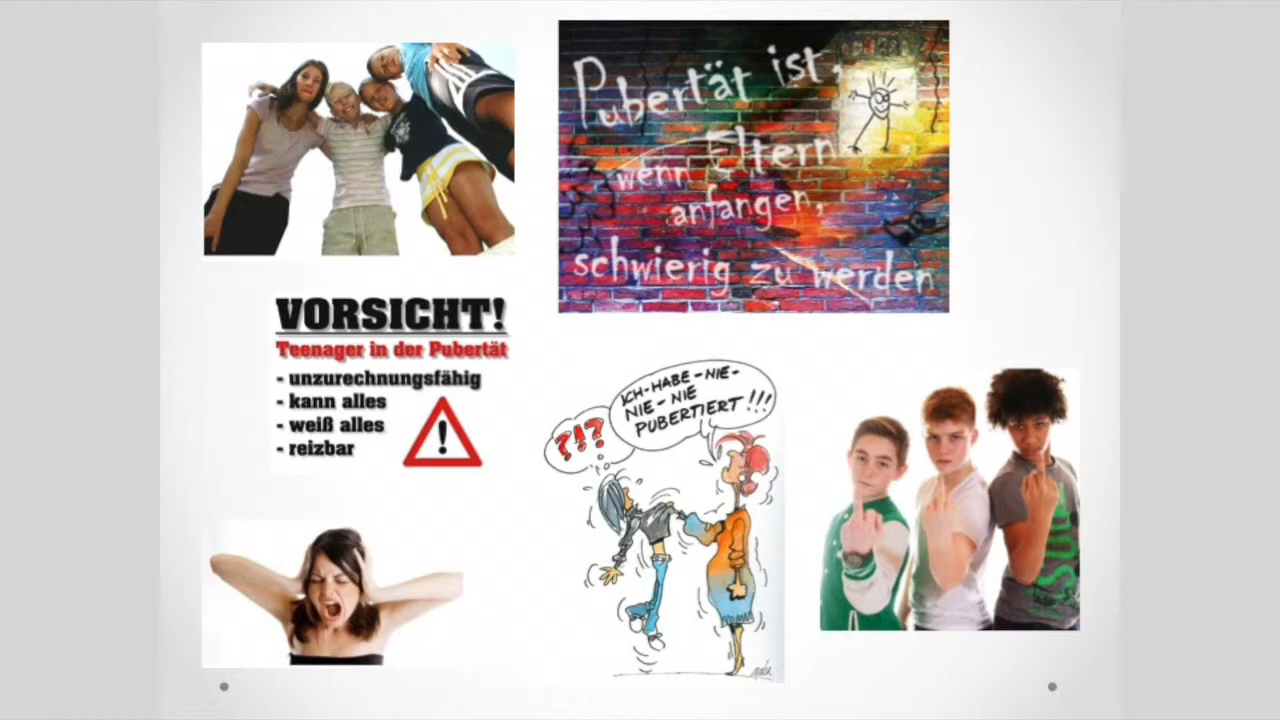 Pubertät ist,
wenn Eltern
anfangen,
schwierig zu werden
VORSICHT!
Teenager in der Pubertät
- unzurechnungsfähig
- kann alles
- weiß alles
- reizbar
!
ICH-HABE-NIE-
NIE-NIE
PUBERTIERT!!!
?!?